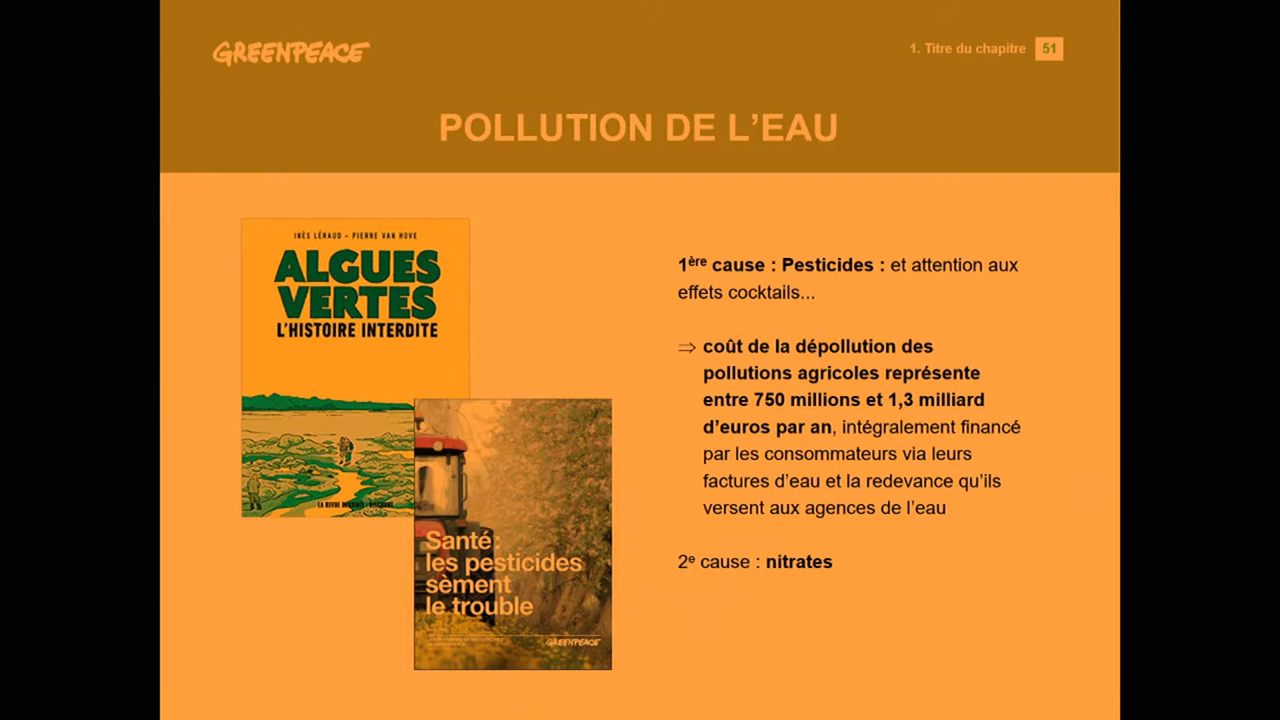 GREENPEACE
1. Titre du chapitre 51
POLLUTION DE L’EAU
INÈS LÉRAUD - PIERRE VAN HOVE
ALGUES
VERTES
L'HISTOIRE INTERDITE
LA REVUE DESSINÉE
Santé :
les pesticides
sèment
le trouble
GREENPEACE
1ère cause : Pesticides : et attention aux
effets cocktails...
⇒ coût de la dépollution des
pollutions agricoles représente
entre 750 millions et 1,3 milliard
d’euros par an, intégralement financé
par les consommateurs via leurs
factures d’eau et la redevance qu’ils
versent aux agences de l’eau
2e cause : nitrates